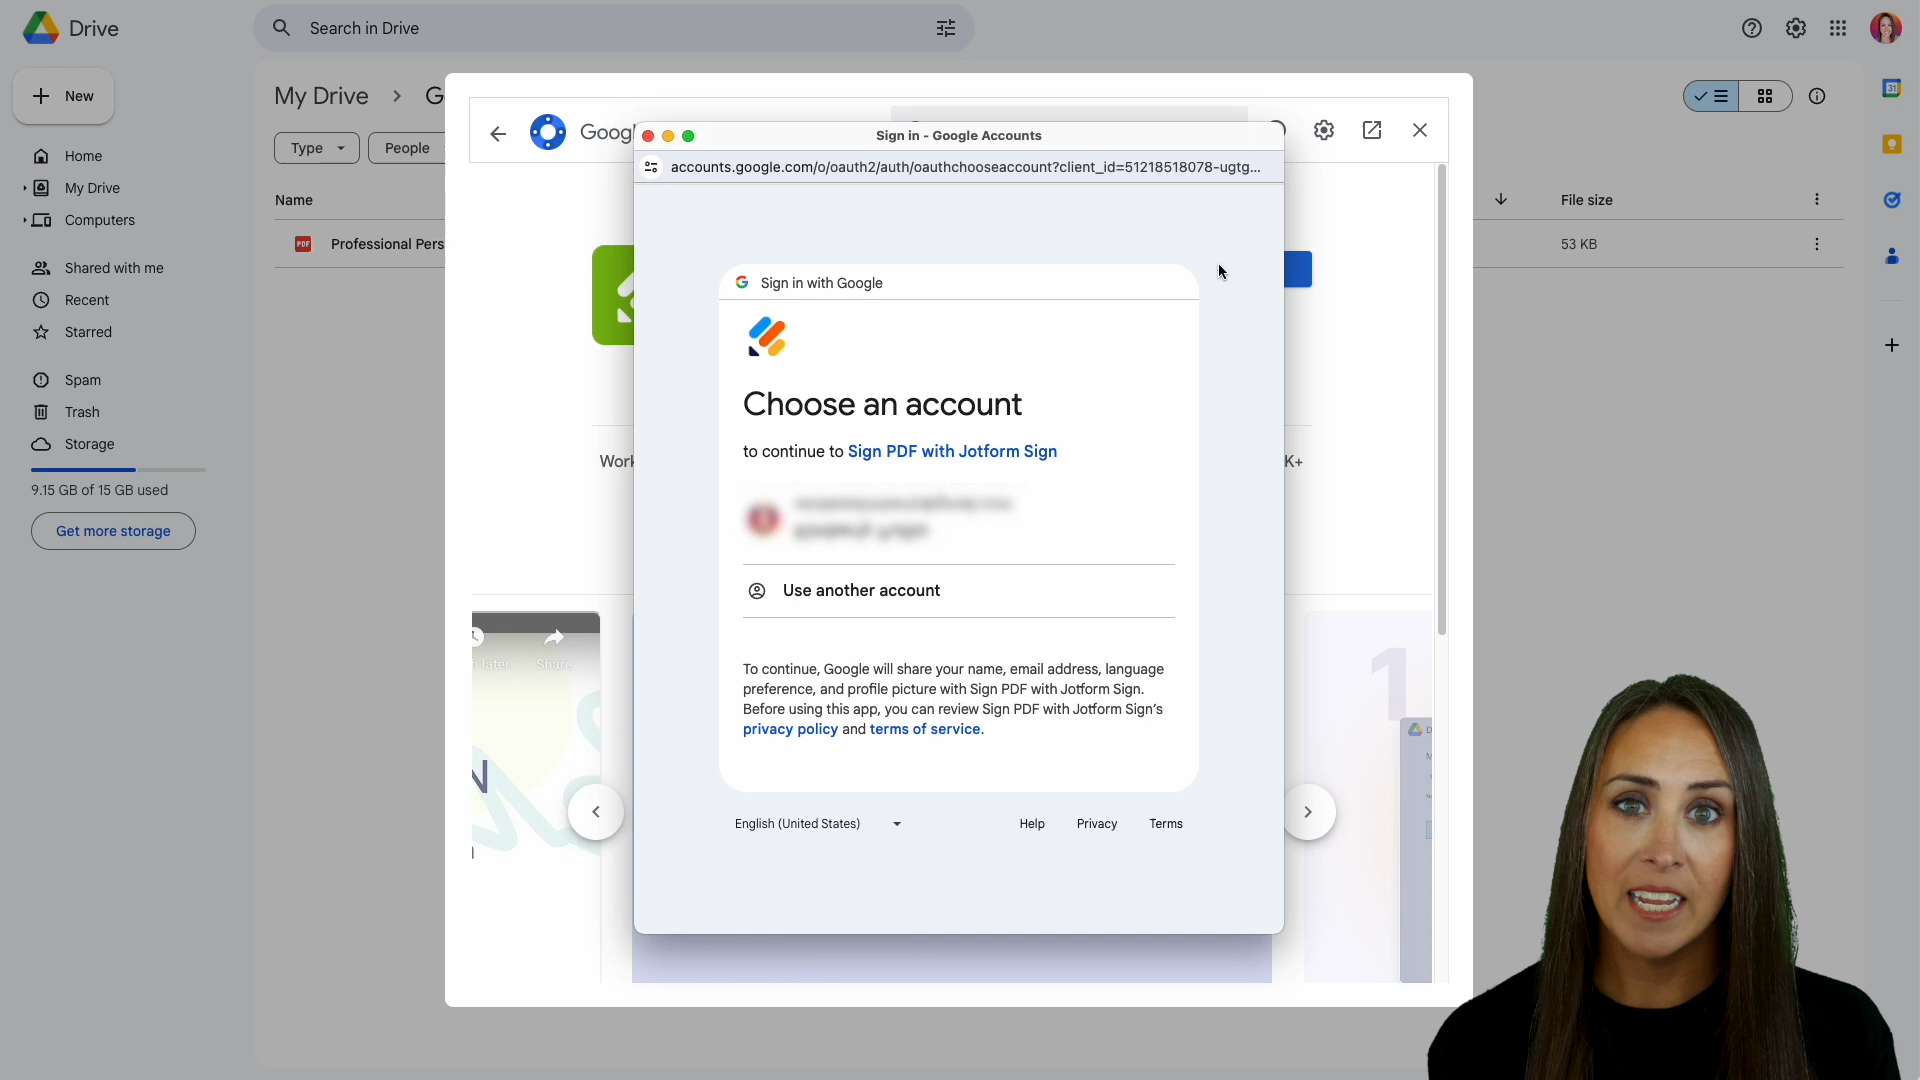 Drive
Search in Drive
New
My Drive > G
Type
People
Home
My Drive
Computers
Shared with me
Recent
Starred
Spam
Trash
Storage
9.15 GB of 15 GB used
Get more storage
Name
File size
PDF
Professional Pers
53 KB
31
Goog
Sign in - Google Accounts
accounts.google.com/o/oauth2/auth/oauthchooseaccount?client_id=51218518078-ugtg...
Sign in with Google
Choose an account
to continue to Sign PDF with Jotform Sign
Use another account
To continue, Google will share your name, email address, language
preference, and profile picture with Sign PDF with Jotform Sign.
Before using this app, you can review Sign PDF with Jotform Sign's
privacy policy and terms of service.
English (United States)
Help
Privacy
Terms
Work
K+
later
Share
N
1